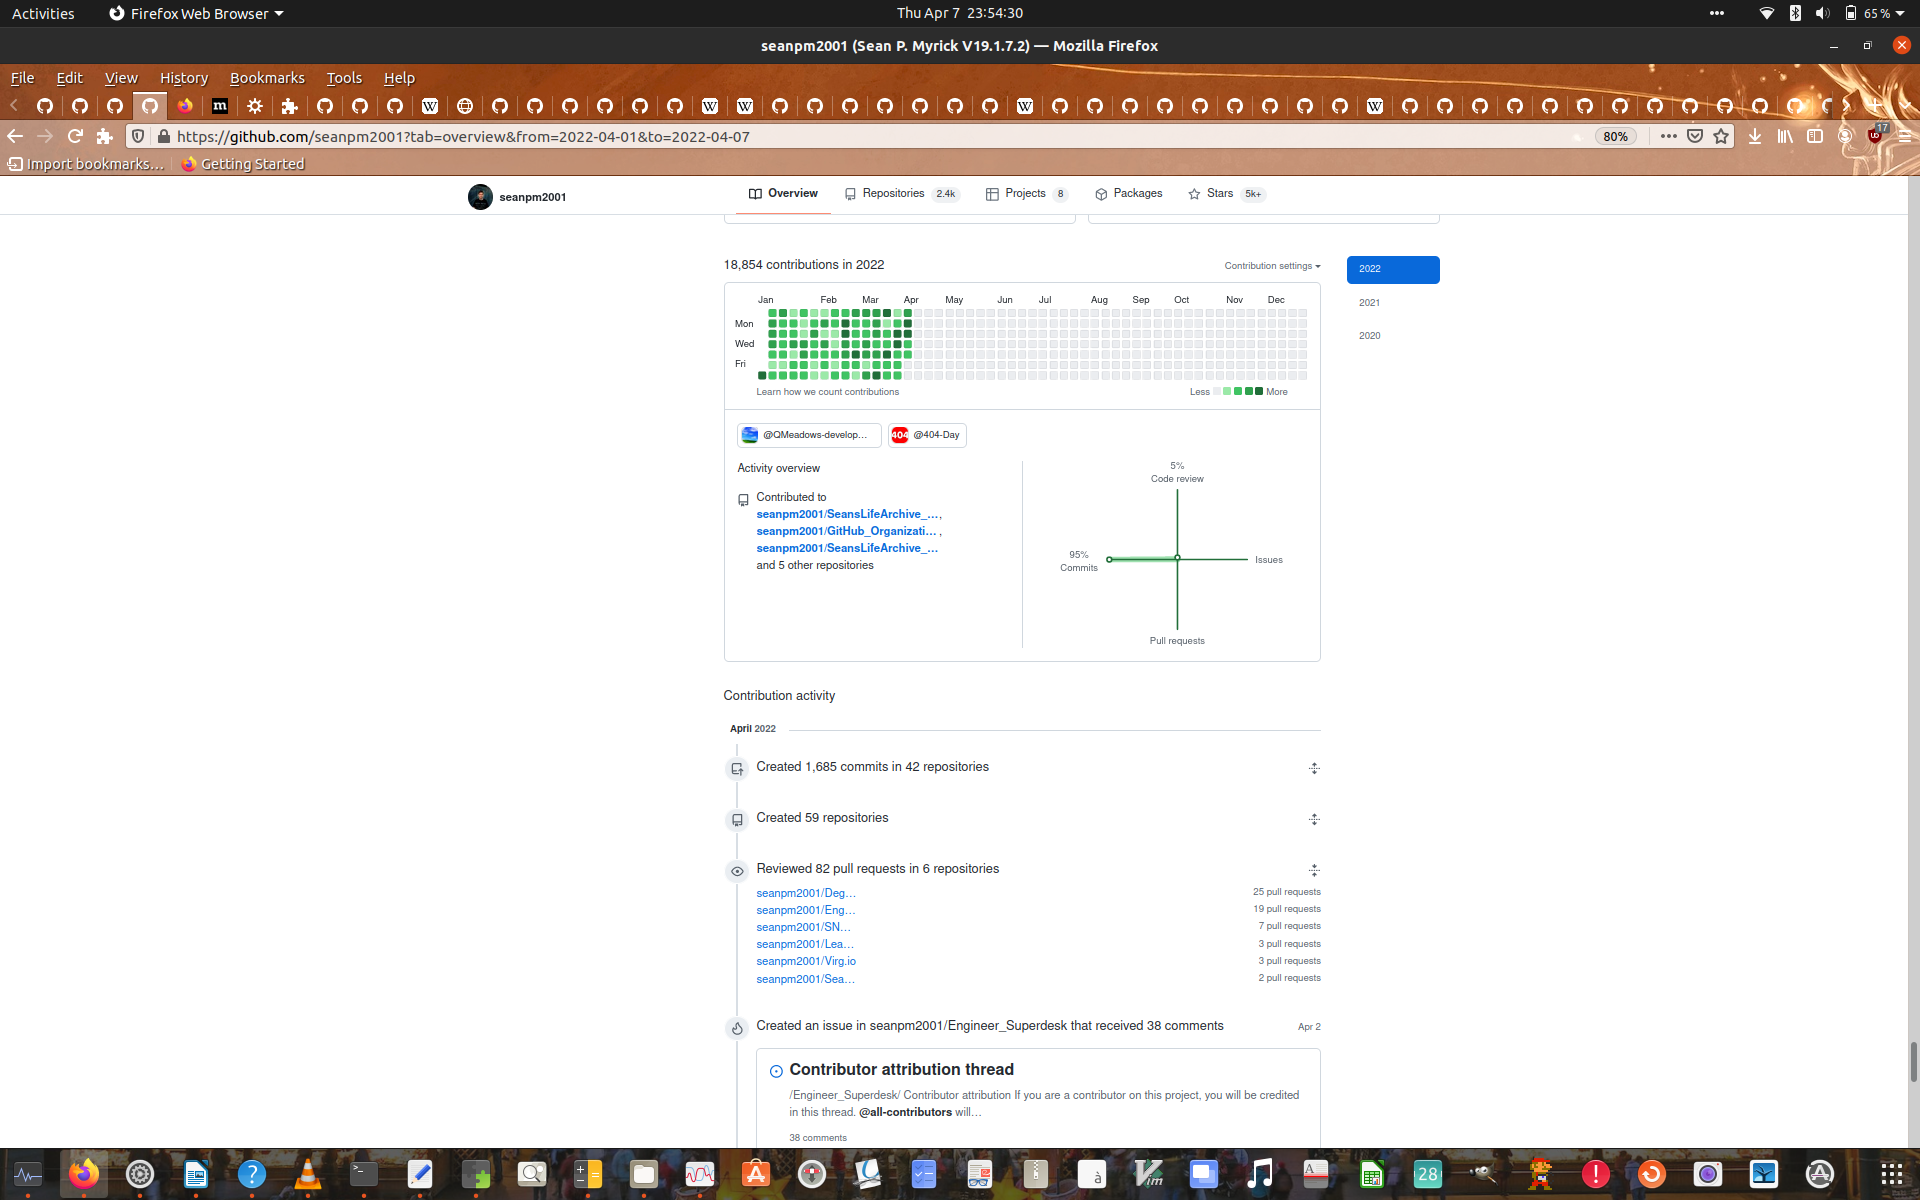 Activities
Firefox Web Browser
Thu Apr 7 23:54:30
65 %
seanpm2001 (Sean P. Myrick V19.1.7.2) — Mozilla Firefox
File Edit View History Bookmarks Tools Help
https://github.com/seanpm2001?tab=overview&from=2022-04-01&to=2022-04-07
80%
17
Import bookmarks...
Getting Started
seanpm2001
Overview
Repositories 2.4k
Projects 8
Packages
Stars 5k+
18,854 contributions in 2022
Contribution settings
2022
2021
2020
Jan Feb Mar Apr May Jun Jul Aug Sep Oct Nov Dec
Mon
Wed
Fri
Learn how we count contributions
Less More
@QMeadows-develop...
404 @404-Day
Activity overview
Contributed to
seanpm2001/SeansLifeArchive_...,
seanpm2001/GitHub_Organizati... ,
seanpm2001/SeansLifeArchive_...
and 5 other repositories
5%
Code review
95%
Commits
Issues
Pull requests
Contribution activity
April 2022
Created 1,685 commits in 42 repositories
Created 59 repositories
Reviewed 82 pull requests in 6 repositories
seanpm2001/Deg... 25 pull requests
seanpm2001/Eng... 19 pull requests
seanpm2001/SN... 7 pull requests
seanpm2001/Lea... 3 pull requests
seanpm2001/Virg.io 3 pull requests
seanpm2001/Sea... 2 pull requests
Created an issue in seanpm2001/Engineer_Superdesk that received 38 comments Apr 2
Contributor attribution thread
/Engineer_Superdesk/ Contributor attribution If you are a contributor on this project, you will be credited
in this thread. @all-contributors will...
38 comments
28